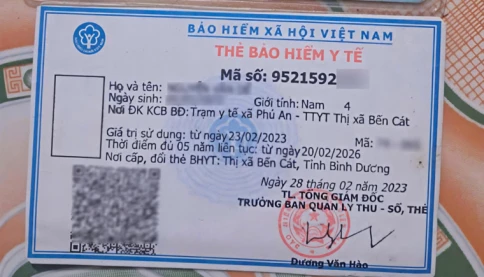 BẢO HIỂM XÃ HỘI VIỆT NAM
THẺ BẢO HIỂM Y TẾ
Mã số: 9521592
Họ và tên:
Ngày sinh: Giới tính: Nam 4
Nơi ĐK KCB BĐ: Trạm y tế xã Phú An - TTYT Thị xã Bến Cát
Giá trị sử dụng: từ ngày 23/02/2023 Mã:
Thời điểm đủ 05 năm liên tục: từ ngày 20/02/2026
Nơi cấp, đổi thẻ BHYT: Thị xã Bến Cát, Tỉnh Bình Dương
Ngày 28 tháng 02 năm 2023
TL. TỔNG GIÁM ĐỐC
TRƯỞNG BAN QUẢN LÝ THU - SỔ, THẺ
Dương Văn Hào